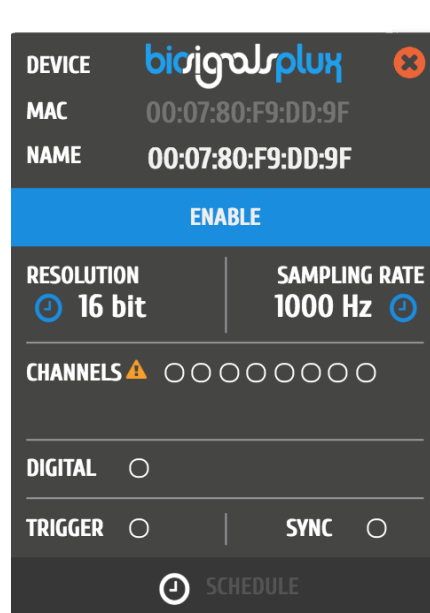 DEVICE biosignalsplux
MAC 00:07:80:F9:DD:9F
NAME 00:07:80:F9:DD:9F
ENABLE
RESOLUTION SAMPLING RATE
16 bit 1000 Hz
CHANNELS
DIGITAL
TRIGGER SYNC
SCHEDULE